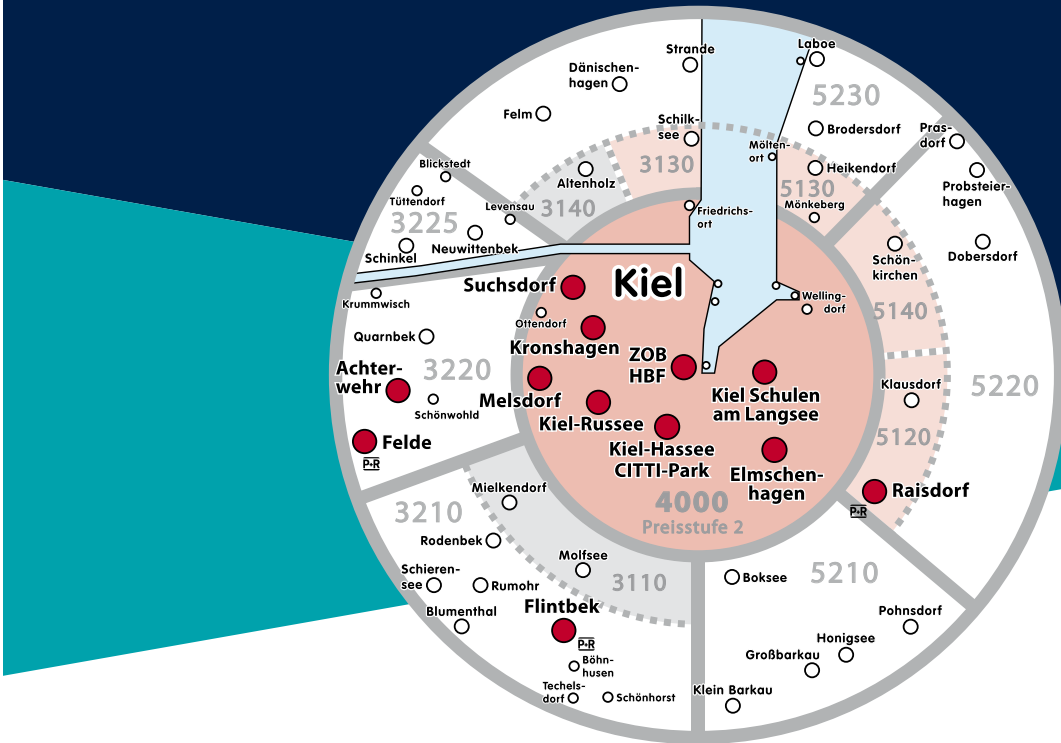 Strande
Laboe
Dänischen-
hagen
5230
Felm
Schilk-
see
Brodersdorf
Pras-
dorf
Mölten-
ort
3130
Blickstedt
Heikendorf
Altenholz
5130
Probsteier-
hagen
Tüttendorf
Levensau
3140
Mönkeberg
3225
Friedrichs-
ort
Neuwittenbek
Schinkel
Schön-
kirchen
Dobersdorf
Kiel
Suchsdorf
Krummwisch
Welling-
dorf
5140
Ottendorf
Quarnbek
Kronshagen
ZOB
HBF
Achter-
wehr
3220
5220
Klausdorf
Melsdorf
Kiel Schulen
am Langsee
Schönwohld
Kiel-Russee
5120
Felde
P+R
Kiel-Hassee
CITTI-Park
Elmschen-
hagen
Mielkendorf
Raisdorf
P+R
4000
Preisstufe 2
3210
Rodenbek
Molfsee
Schieren-
see
Rumohr
3110
Boksee
5210
Flintbek
Blumenthal
Pohnsdorf
P+R
Honigsee
Böhn-
husen
Großbarkau
Techels-
dorf
Schönhorst
Klein Barkau